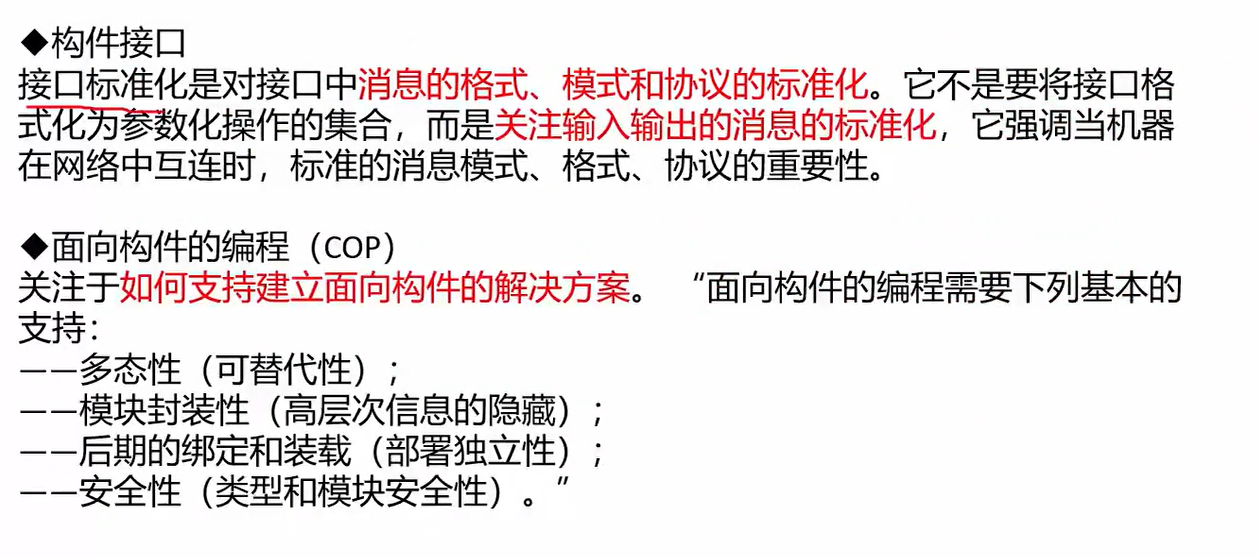 ◆构件接口
接口标准化是对接口中消息的格式、模式和协议的标准化。它不是要将接口格
式化为参数化操作的集合，而是关注输入输出的消息的标准化，它强调当机器
在网络中互连时，标准的消息模式、格式、协议的重要性。
◆面向构件的编程（COP）
关注于如何支持建立面向构件的解决方案。 “面向构件的编程需要下列基本的
支持：
——多态性（可替代性）；
——模块封装性（高层次信息的隐藏）；
——后期的绑定和装载（部署独立性）；
——安全性（类型和模块安全性）。”